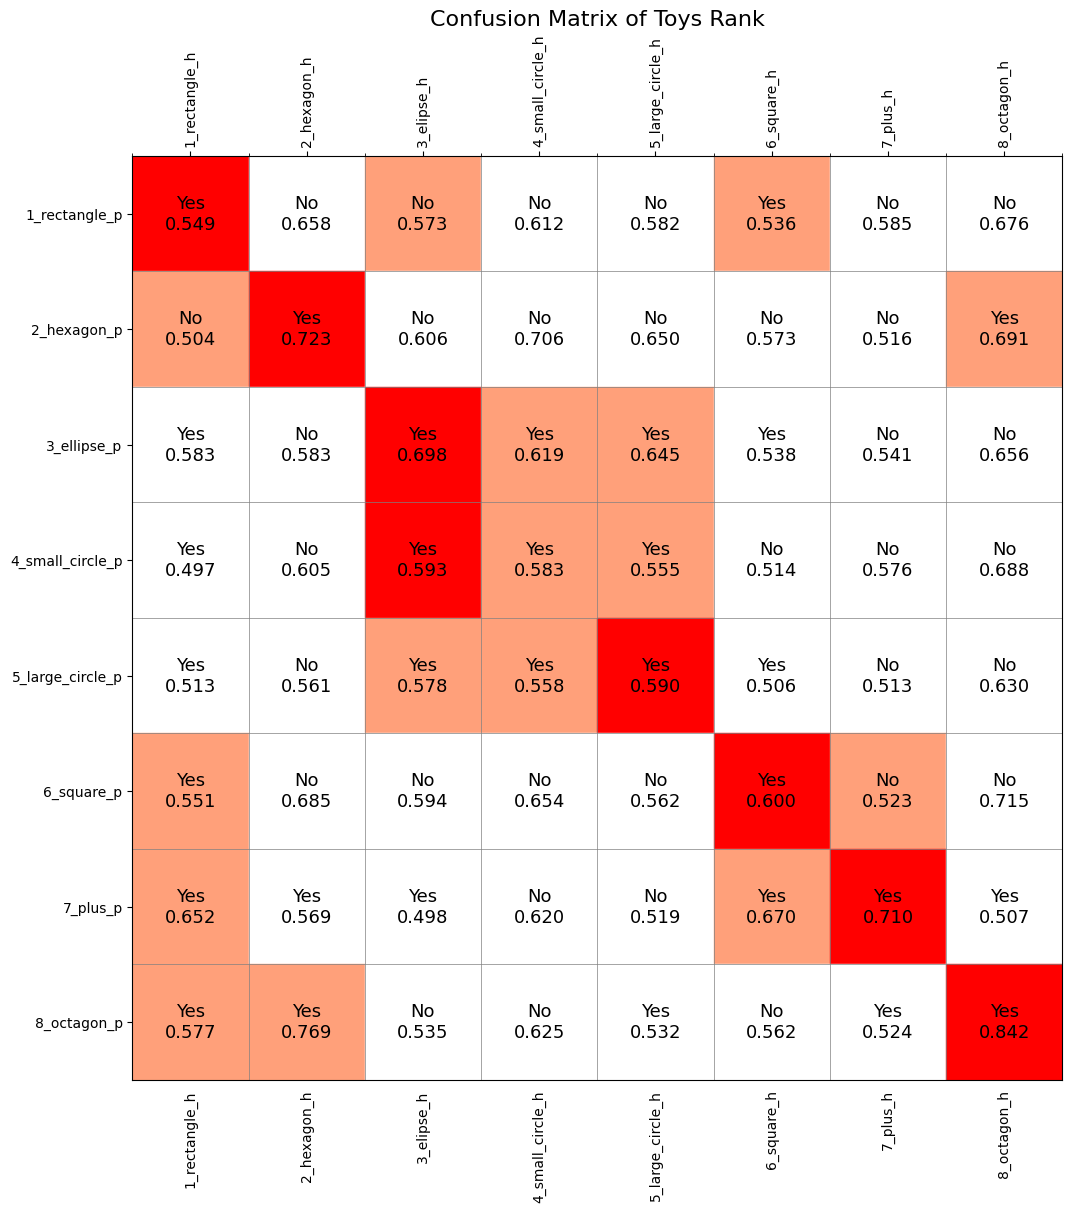 Confusion Matrix of Toys Rank
1_rectangle_h
2_hexagon_h
3_elipse_h
4_small_circle_h
5_large_circle_h
6_square_h
7_plus_h
8_octagon_h
1_rectangle_p
Yes No No No No Yes No No
0.549 0.658 0.573 0.612 0.582 0.536 0.585 0.676
2_hexagon_p
No Yes No No No No No Yes
0.504 0.723 0.606 0.706 0.650 0.573 0.516 0.691
3_ellipse_p
Yes No Yes Yes Yes Yes No No
0.583 0.583 0.698 0.619 0.645 0.538 0.541 0.656
4_small_circle_p
Yes No Yes Yes Yes No No No
0.497 0.605 0.593 0.583 0.555 0.514 0.576 0.688
5_large_circle_p
Yes No Yes Yes Yes Yes No No
0.513 0.561 0.578 0.558 0.590 0.506 0.513 0.630
6_square_p
Yes No No No No Yes No No
0.551 0.685 0.594 0.654 0.562 0.600 0.523 0.715
7_plus_p
Yes Yes Yes No No Yes Yes Yes
0.652 0.569 0.498 0.620 0.519 0.670 0.710 0.507
8_octagon_p
Yes Yes No No Yes No Yes Yes
0.577 0.769 0.535 0.625 0.532 0.562 0.524 0.842
1_rectangle_h
2_hexagon_h
3_elipse_h
4_small_circle_h
5_large_circle_h
6_square_h
7_plus_h
8_octagon_h